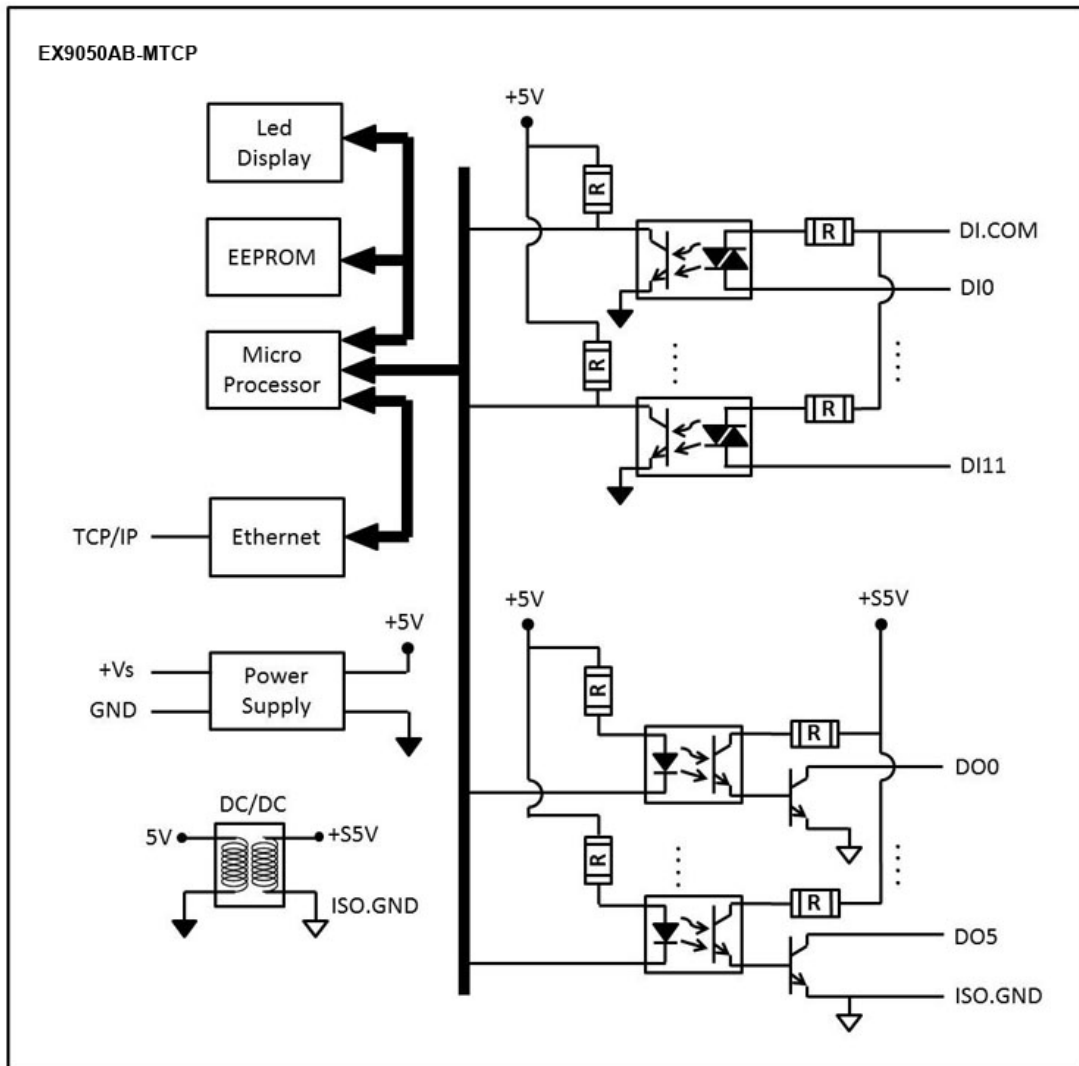 EX9050AB-MTCP
Led
Display
EEPROM
Micro
Processor
TCP/IP
Ethernet
+Vs
GND
Power
Supply
+5V
DC/DC
5V
+S5V
ISO.GND
+5V
R
R
DI.COM
DI0
R
R
DI11
+5V
+S5V
R
R
DO0
R
R
DO5
ISO.GND